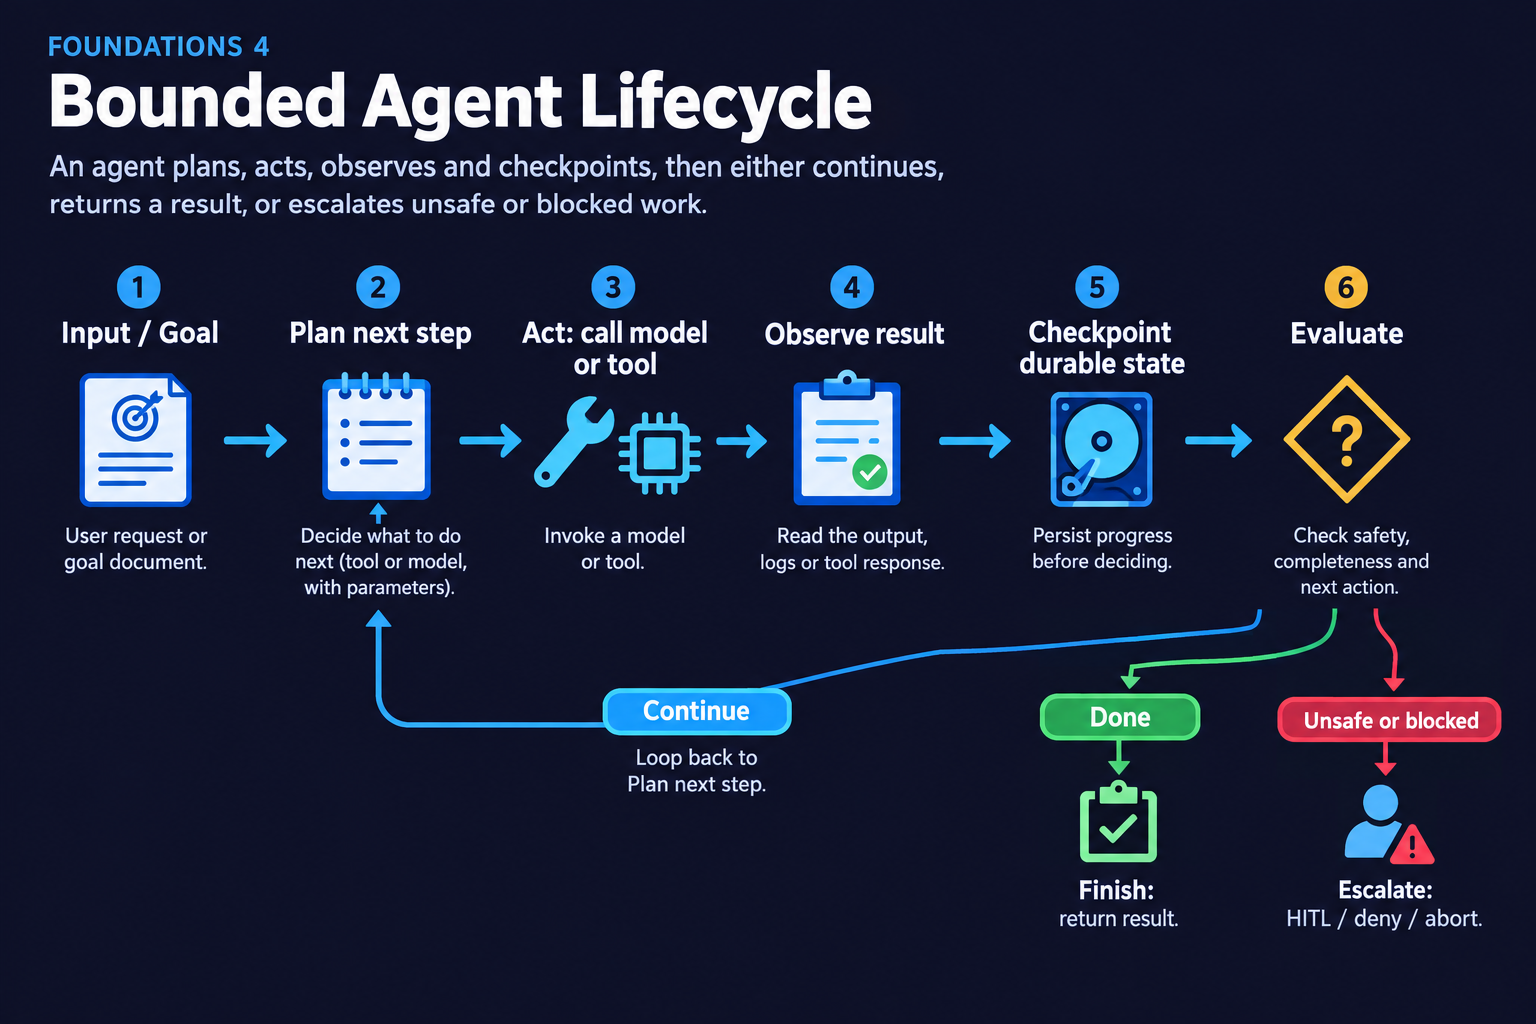 FOUNDATIONS 4
Bounded Agent Lifecycle
An agent plans, acts, observes and checkpoints, then either continues,
returns a result, or escalates unsafe or blocked work.
1
Input / Goal
User request or
goal document.
2
Plan next step
Decide what to do
next (tool or model,
with parameters).
3
Act: call model
or tool
Invoke a model
or tool.
4
Observe result
Read the output,
logs or tool response.
5
Checkpoint
durable state
Persist progress
before deciding.
6
Evaluate
?
Check safety,
completeness and
next action.
Continue
Loop back to
Plan next step.
Done
Finish:
return result.
Unsafe or blocked
!
Escalate:
HITL / deny / abort.